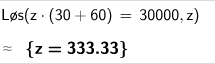 Løs(z · (30 + 60) = 30000, z)
≈ {z = 333.33}